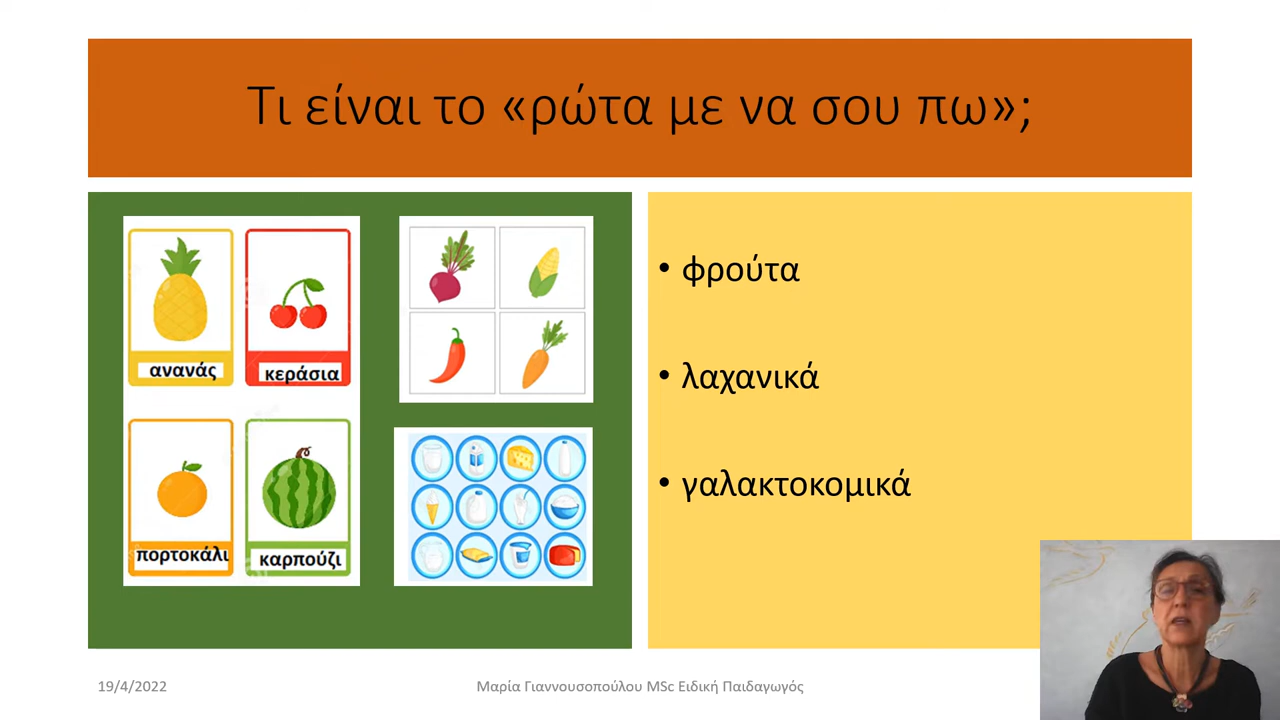 Τι είναι το «ρώτα με να σου πω»;
ανανάς
κεράσια
πορτοκάλι
καρπούζι
• φρούτα
• λαχανικά
• γαλακτοκομικά
19/4/2022
Μαρία Γιαννουσοπούλου MSc Ειδική Παιδαγωγός